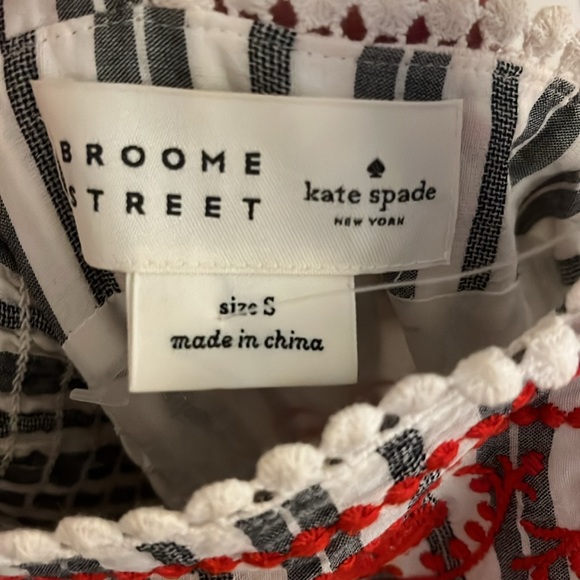 BROOME
STREET
kate spade
NEW YORK
size S
made in china